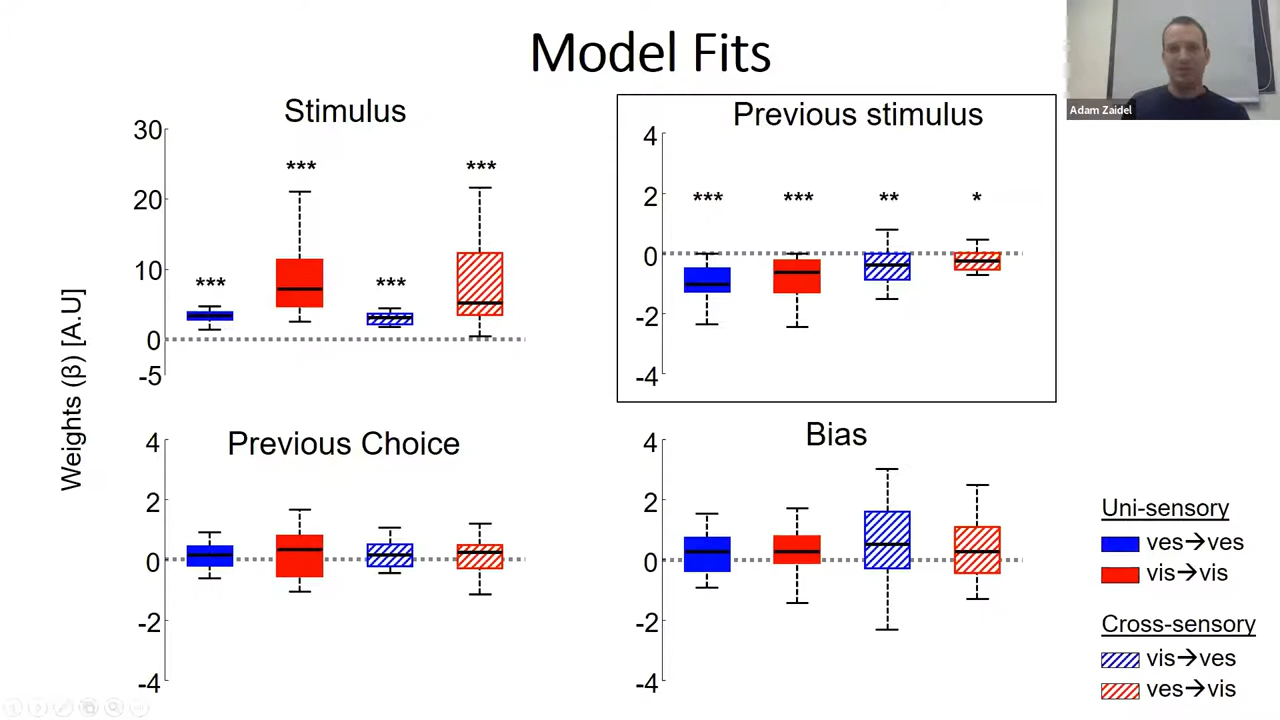 Model Fits
Adam Zaidel
Weights (β) [A.U]
Stimulus
30
20
10
0
-5
***
***
***
***
Previous stimulus
4
2
0
-2
-4
***
***
**
*
Previous Choice
4
2
0
-2
-4
Bias
4
2
0
-2
-4
Uni-sensory
ves→ves
vis→vis
Cross-sensory
vis→ves
ves→vis